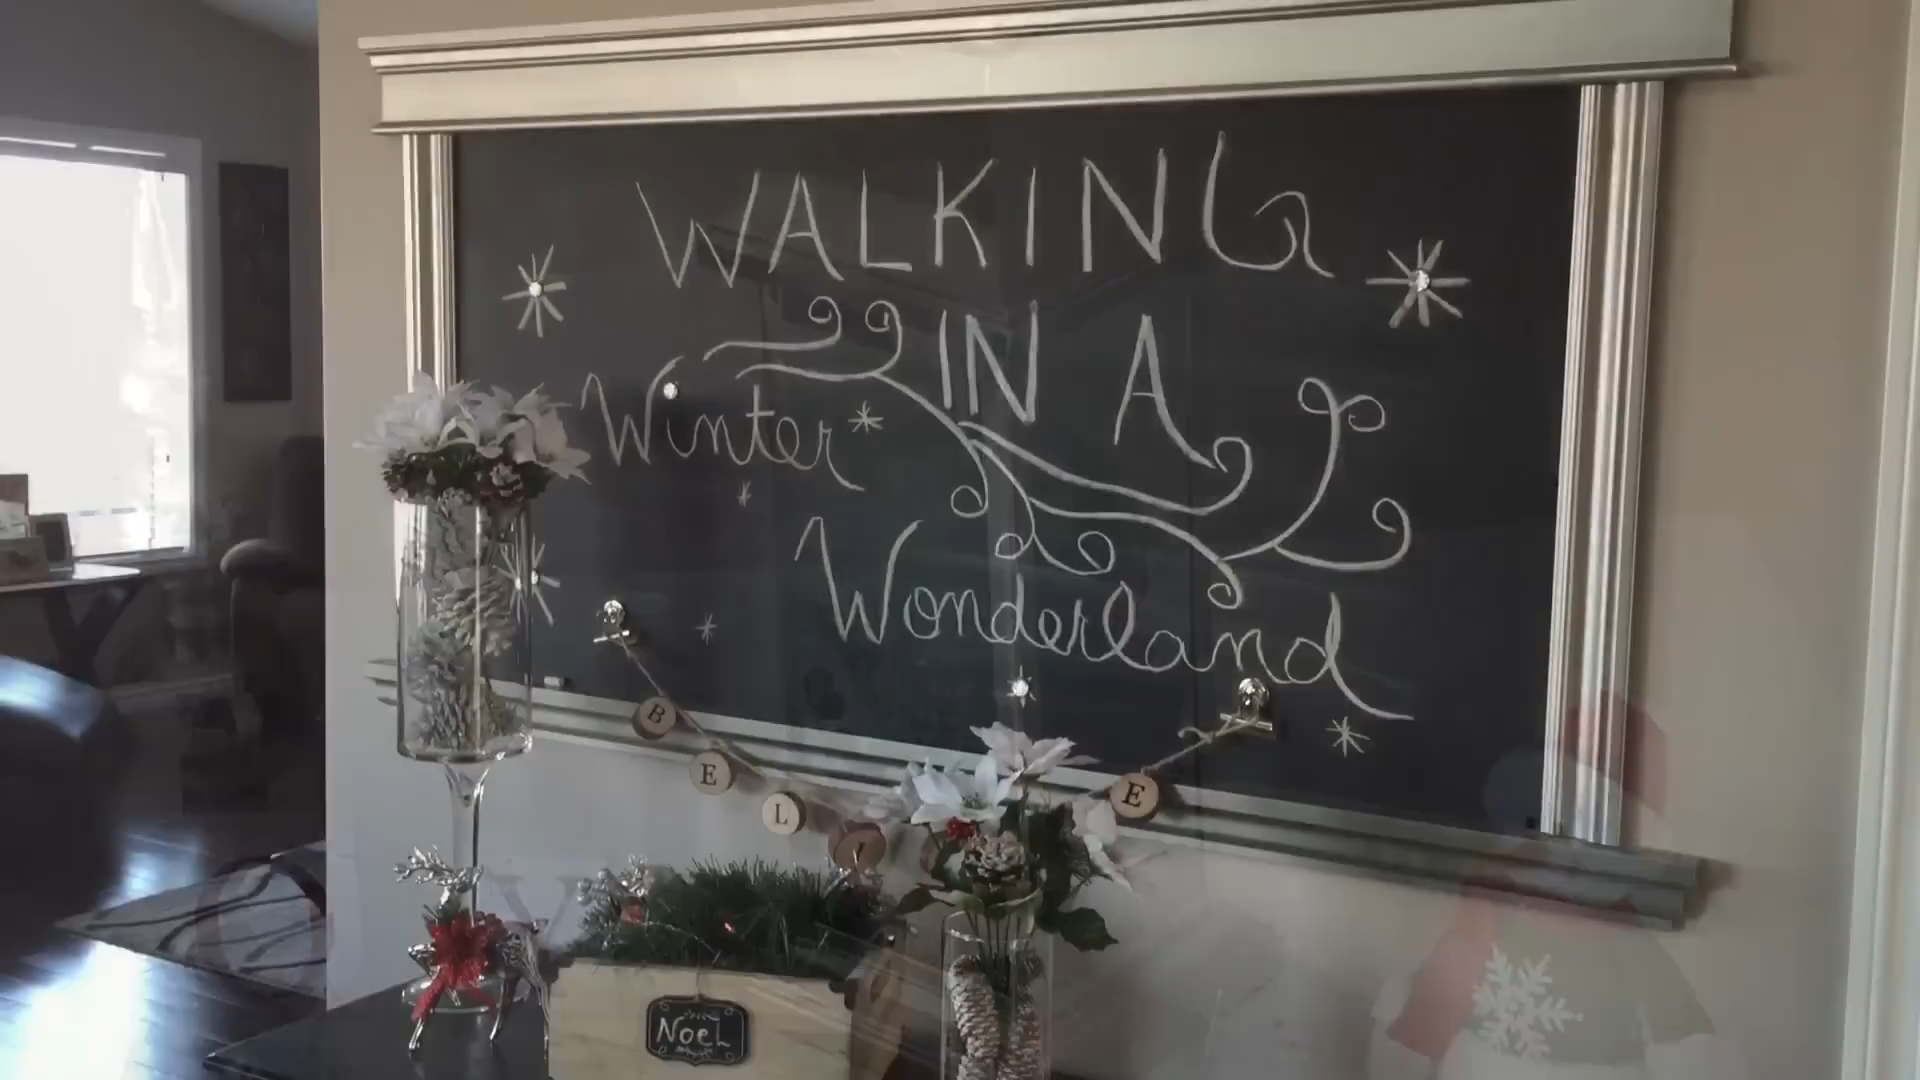 WALKING
IN A
Winter
Wonderland
B E L I E
Noel